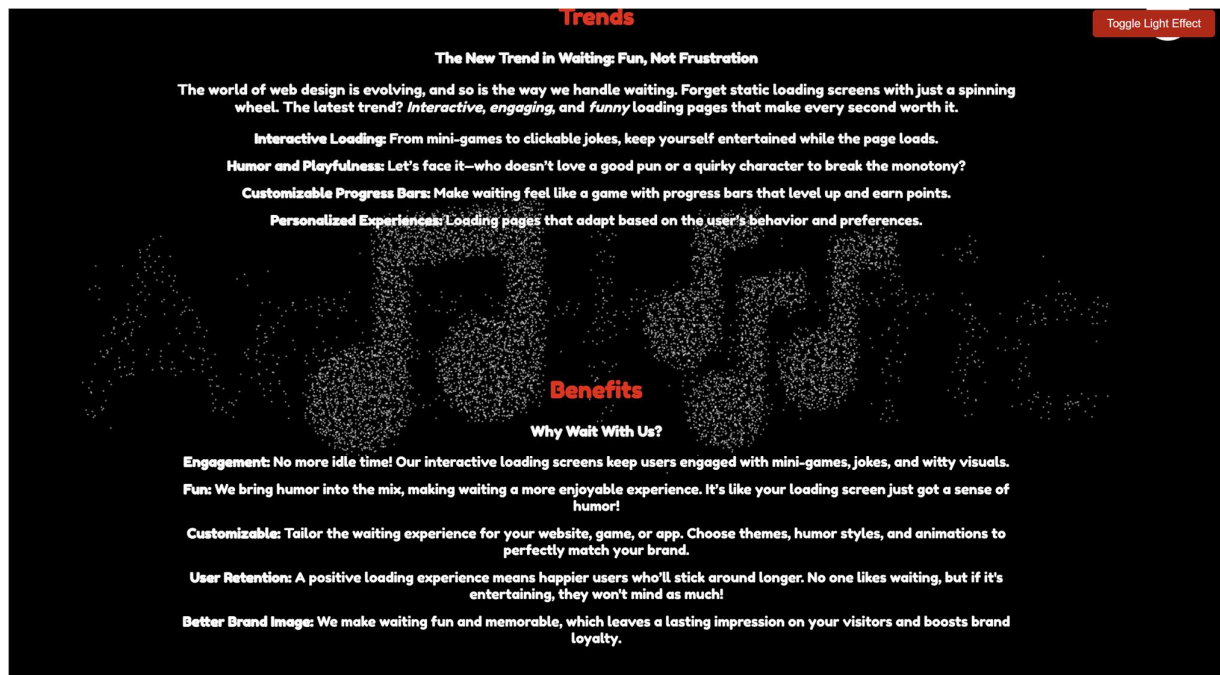 Trends
Toggle Light Effect
The New Trend in Waiting: Fun, Not Frustration
The world of web design is evolving, and so is the way we handle waiting. Forget static loading screens with just a spinning
wheel. The latest trend? Interactive, engaging, and funny loading pages that make every second worth it.
Interactive Loading: From mini-games to clickable jokes, keep yourself entertained while the page loads.
Humor and Playfulness: Let's face it—who doesn't love a good pun or a quirky character to break the monotony?
Customizable Progress Bars: Make waiting feel like a game with progress bars that level up and earn points.
Personalized Experiences: Loading pages that adapt based on the user's behavior and preferences.
Benefits
Why Wait With Us?
Engagement: No more idle time! Our interactive loading screens keep users engaged with mini-games, jokes, and witty visuals.
Fun: We bring humor into the mix, making waiting a more enjoyable experience. It's like your loading screen just got a sense of
humor!
Customizable: Tailor the waiting experience for your website, game, or app. Choose themes, humor styles, and animations to
perfectly match your brand.
User Retention: A positive loading experience means happier users who'll stick around longer. No one likes waiting, but if it's
entertaining, they won't mind as much!
Better Brand Image: We make waiting fun and memorable, which leaves a lasting impression on your visitors and boosts brand
loyalty.